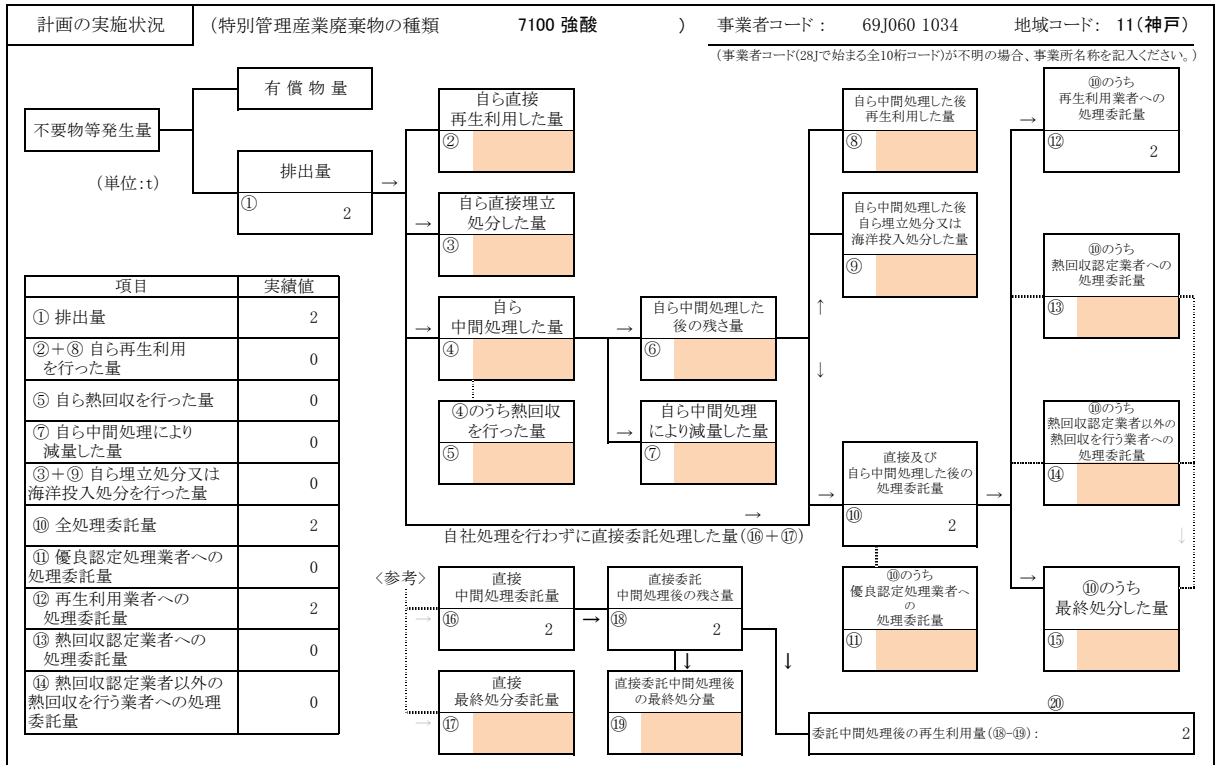 計画の実施状況 (特別管理産業廃棄物の種類 7100 強酸 ) 事業者コード: 69J060 1034 地域コード: 11(神戸)
(事業者コード(28Jで始まる全10桁コード)が不明の場合、事業所名称を記入ください。)
不要物等発生量
(単位:t)
有 償 物 量
排出量
→
① 2
自ら直接
再生利用した量
②
→
自ら直接埋立
処分した量
③
→
自ら
中間処理した量
④
④のうち熱回収
を行った量
⑤
→
自ら中間処理した
後の残さ量
⑥
→
自ら中間処理
により減量した量
⑦
自ら中間処理した後
再生利用した量
⑧
自ら中間処理した後
自ら埋立処分又は
海洋投入処分した量
⑨
↑
↓
→
→
自社処理を行わずに直接委託処理した量(⑯+⑰)
直接及び
自ら中間処理した後の
処理委託量
⑩ 2
→
⑩のうち
優良認定処理業者へ
の
処理委託量
⑪
→
⑩のうち
再生利用業者への
処理委託量
⑫ 2
⑩のうち
熱回収認定業者への
処理委託量
⑬
⑩のうち
熱回収認定業者以外の
熱回収を行う業者への
処理委託量
⑭
↓
→
⑩のうち
最終処分した量
⑮
項目 実績値
① 排出量 2
②+⑧ 自ら再生利用
を行った量 0
⑤ 自ら熱回収を行った量 0
⑦ 自ら中間処理により
減量した量 0
③+⑨ 自ら埋立処分又は
海洋投入処分を行った量 0
⑩ 全処理委託量 2
⑪ 優良認定処理業者への
処理委託量 0
⑫ 再生利用業者への
処理委託量 2
⑬ 熱回収認定業者への
処理委託量 0
⑭ 熱回収認定業者以外の
熱回収を行う業者への処理
委託量 0
<参考>
→
直接
中間処理委託量
⑯ 2
→
直接委託
中間処理後の残さ量
⑱ 2
↓
↓
→
直接
最終処分委託量
⑰
直接委託中間処理後
の最終処分量
⑲
⑳
委託中間処理後の再生利用量(⑱-⑲): 2